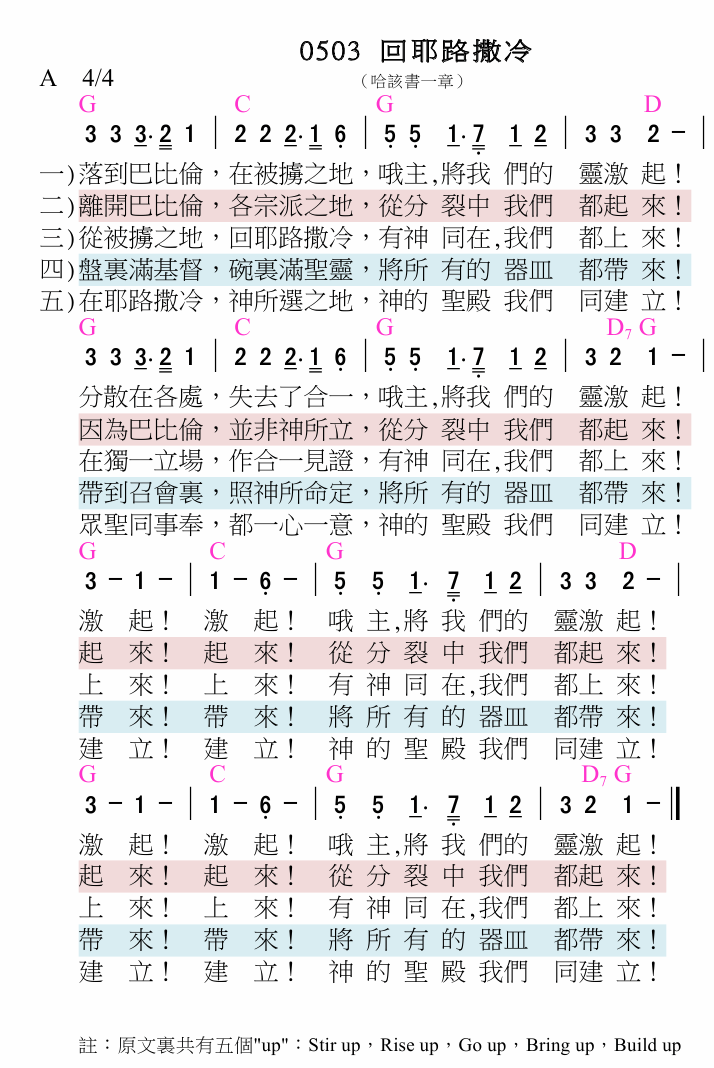 0503 回耶路撒冷
A 4/4 （哈該書一章）
G C G D
3 3 3· 2 1 | 2 2 2· 1 6 | 5 5 1· 7 1 2 | 3 3 2 − |
一)落到巴比倫，在被擄之地，哦主,將我 們的 靈激 起！
二)離開巴比倫，各宗派之地，從分 裂中 我們 都起 來！
三)從被擄之地，回耶路撒冷，有神 同在,我們 都上 來！
四)盤裏滿基督，碗裏滿聖靈，將所 有的 器皿 都帶 來！
五)在耶路撒冷，神所選之地，神的 聖殿 我們 同建 立！
G C G D7 G
3 3 3· 2 1 | 2 2 2· 1 6 | 5 5 1· 7 1 2 | 3 2 1 − |
分散在各處，失去了合一，哦主,將我 們的 靈激 起！
因為巴比倫，並非神所立，從分 裂中 我們 都起 來！
在獨一立場，作合一見證，有神 同在,我們 都上 來！
帶到召會裏，照神所命定，將所 有的 器皿 都帶 來！
眾聖同事奉，都一心一意，神的 聖殿 我們 同建 立！
G C G D
3 − 1 − | 1 − 6 − | 5 5 1· 7 1 2 | 3 3 2 − |
激 起！ 激 起！ 哦 主,將 我 們的 靈激 起！
起 來！ 起 來！ 從 分 裂 中 我們 都起 來！
上 來！ 上 來！ 有 神 同 在,我們 都上 來！
帶 來！ 帶 來！ 將 所 有 的 器皿 都帶 來！
建 立！ 建 立！ 神 的 聖 殿 我們 同建 立！
G C G D7 G
3 − 1 − | 1 − 6 − | 5 5 1· 7 1 2 | 3 2 1 − ‖
激 起！ 激 起！ 哦 主,將 我 們的 靈激 起！
起 來！ 起 來！ 從 分 裂 中 我們 都起 來！
上 來！ 上 來！ 有 神 同 在,我們 都上 來！
帶 來！ 帶 來！ 將 所 有 的 器皿 都帶 來！
建 立！ 建 立！ 神 的 聖 殿 我們 同建 立！
註：原文裏共有五個"up"：Stir up，Rise up，Go up，Bring up，Build up